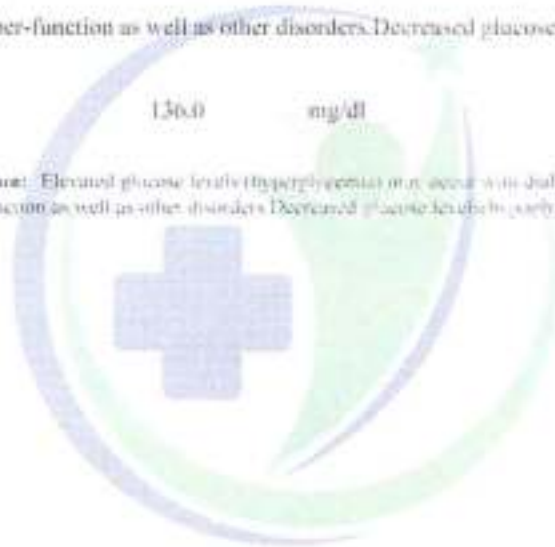 per-function as well as other disorders.Decreased glucose
136.0 mg/dl
Elevated glucose levels (hyperglycemia) may occur with
as well as other disorders.Decreased glucose levels